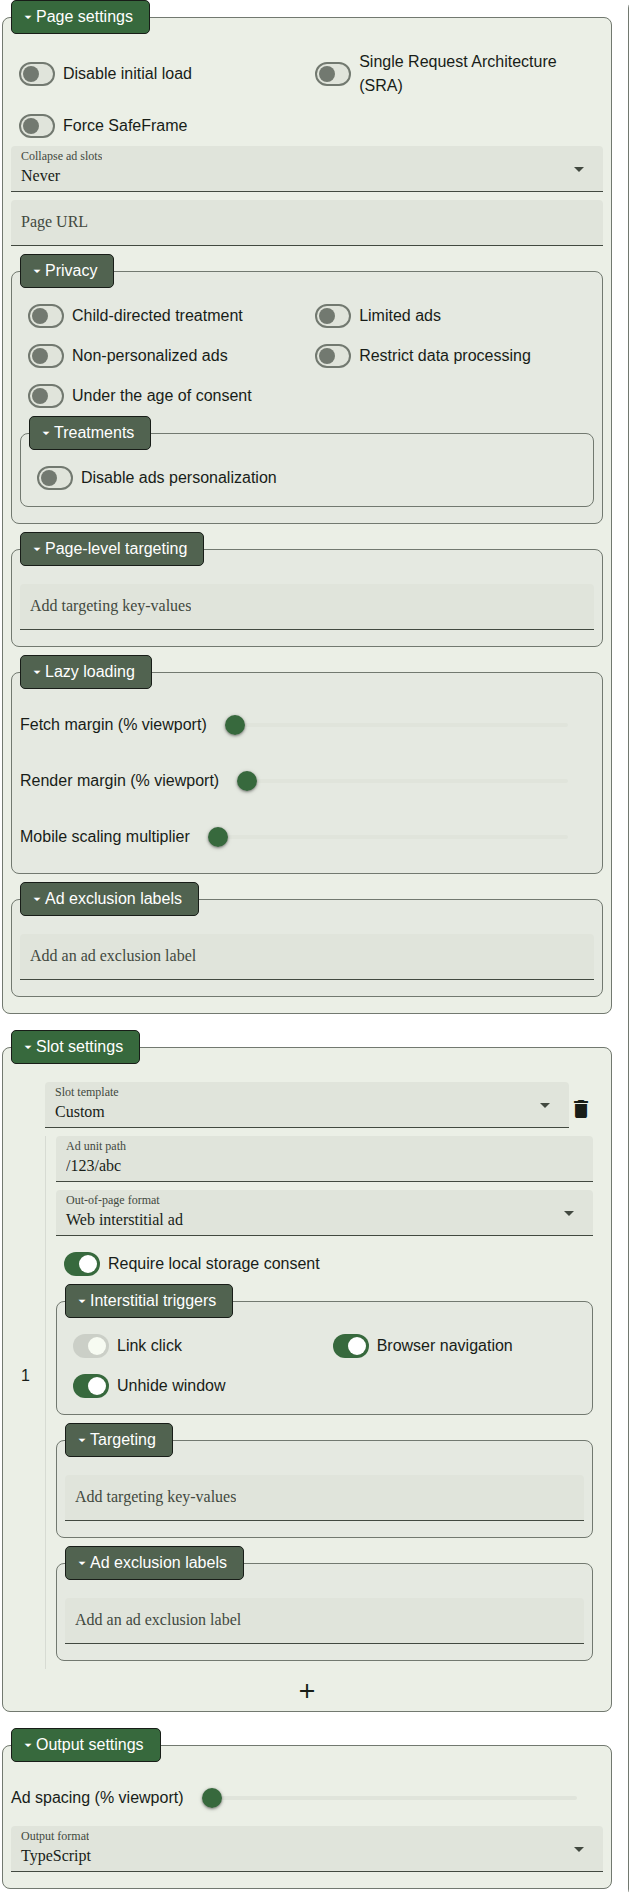 Page settings
Disable initial load
Single Request Architecture
(SRA)
Force SafeFrame
Collapse ad slots
Never
Page URL
Privacy
Child-directed treatment
Limited ads
Non-personalized ads
Restrict data processing
Under the age of consent
Treatments
Disable ads personalization
Page-level targeting
Add targeting key-values
Lazy loading
Fetch margin (% viewport)
Render margin (% viewport)
Mobile scaling multiplier
Ad exclusion labels
Add an ad exclusion label
Slot settings
Slot template
Custom
Ad unit path
/123/abc
Out-of-page format
Web interstitial ad
Require local storage consent
Interstitial triggers
Link click
Browser navigation
1
Unhide window
Targeting
Add targeting key-values
Ad exclusion labels
Add an ad exclusion label
+
Output settings
Ad spacing (% viewport)
Output format
TypeScript